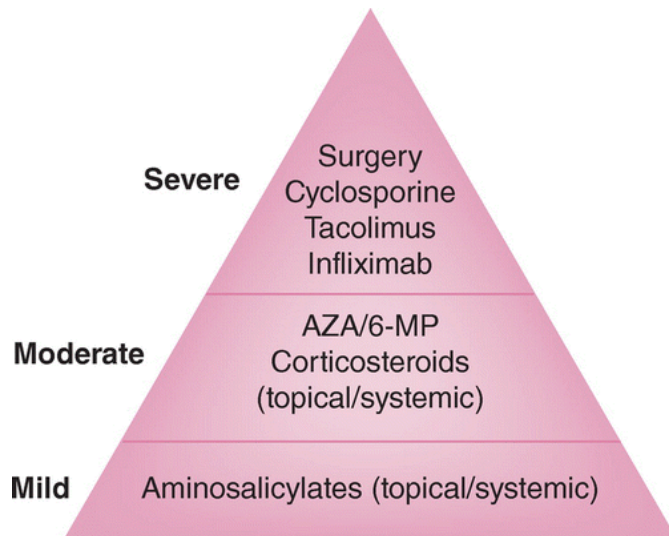 Severe
Surgery
Cyclosporine
Tacolimus
Infliximab
Moderate
AZA/6-MP
Corticosteroids
(topical/systemic)
Mild
Aminosalicylates (topical/systemic)